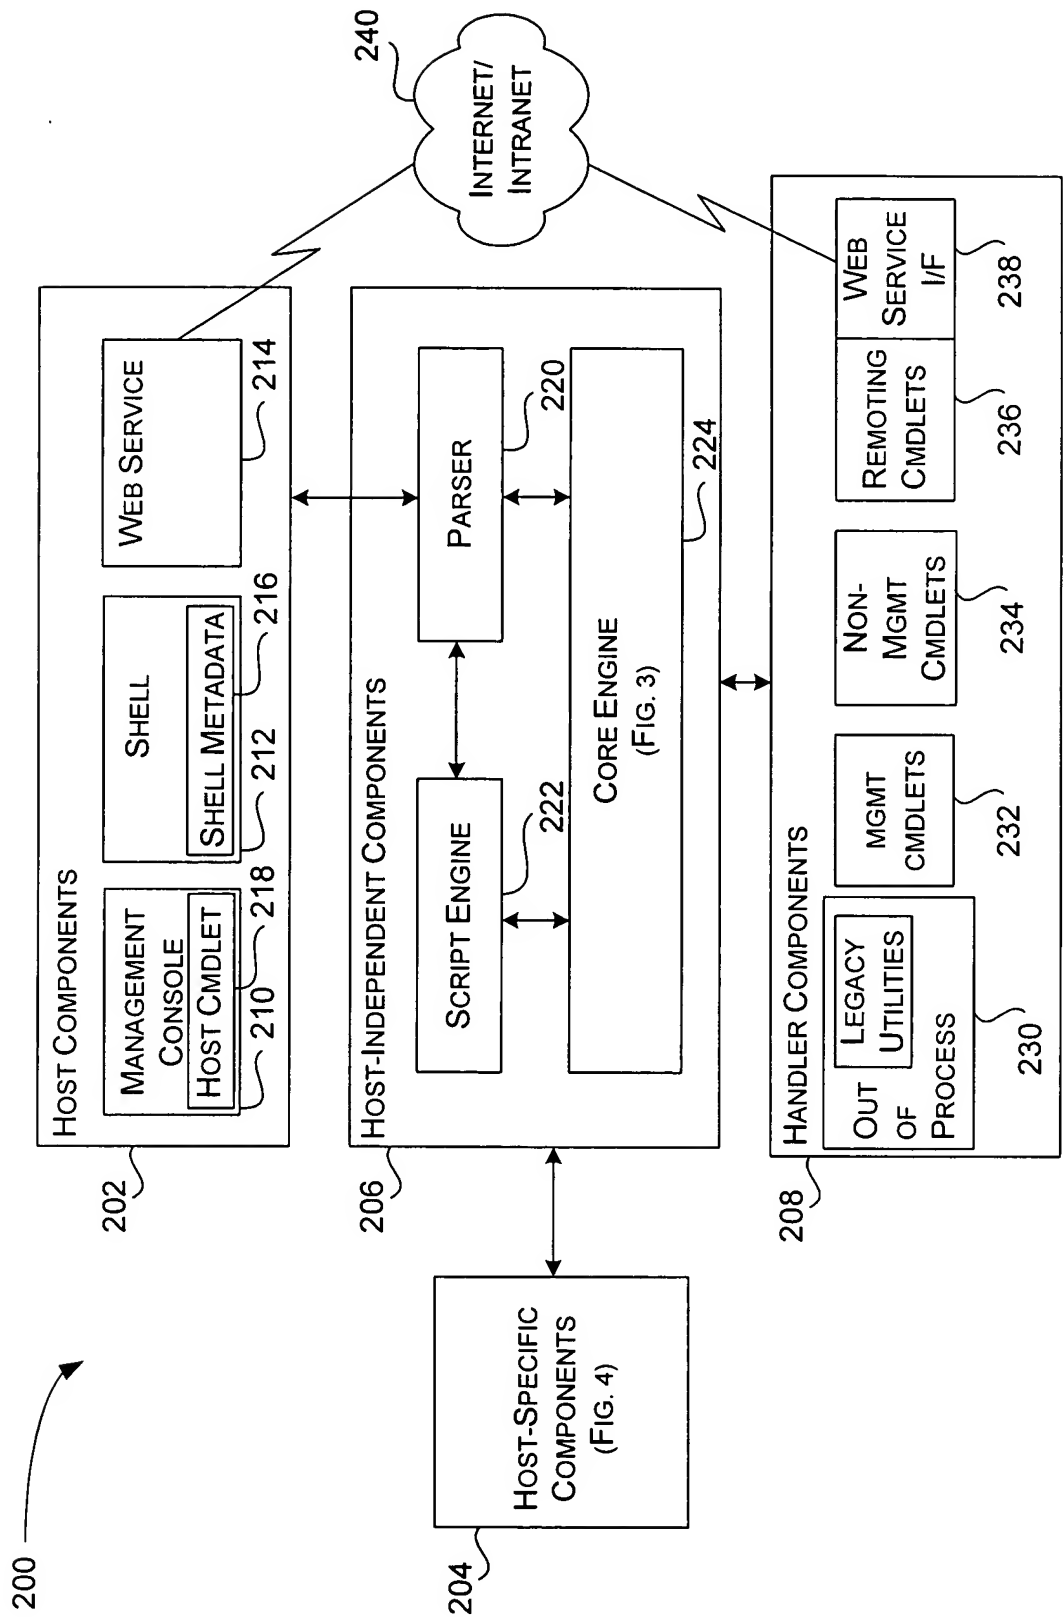 200
HOST COMPONENTS
202
MANAGEMENT
CONSOLE
HOST CMDLET
218
210
SHELL
SHELL METADATA
216
212
WEB SERVICE
214
INTERNET/
INTRANET
240
HOST-SPECIFIC
COMPONENTS
(FIG. 4)
204
HOST-INDEPENDENT COMPONENTS
206
SCRIPT ENGINE
222
PARSER
220
CORE ENGINE
(FIG. 3)
224
HANDLER COMPONENTS
208
OUT
OF
PROCESS
LEGACY
UTILITIES
230
MGMT
CMDLETS
232
NON-
MGMT
CMDLETS
234
REMOTING
CMDLETS
236
WEB
SERVICE
I/F
238